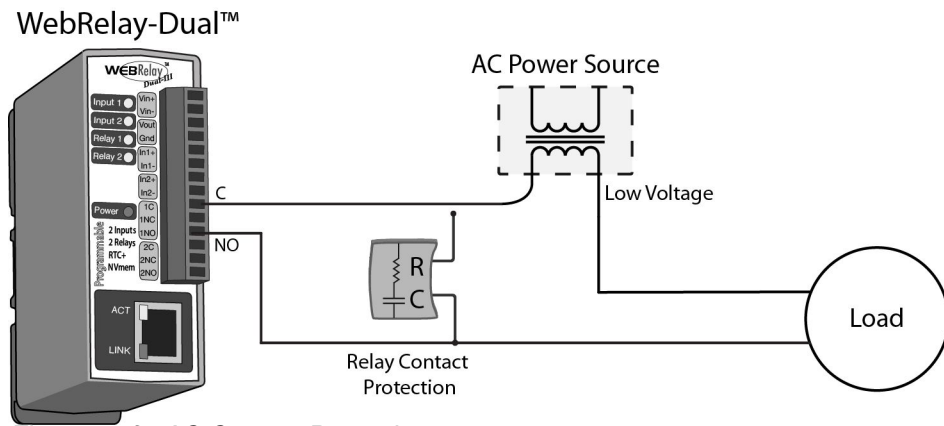 WebRelay-Dual™
WEBRelay™
Dual-III
Input 1
Input 2
Relay 1
Relay 2
Vin+
Vin-
Vout
Gnd
In1+
In1-
In2+
In2-
Power
1C
1NC
1NO
2C
2NC
2NO
Programmable
2 Inputs
2 Relays
RTC+
NVmem
ACT
LINK
C
NO
AC Power Source
Low Voltage
R
C
Relay Contact
Protection
Load